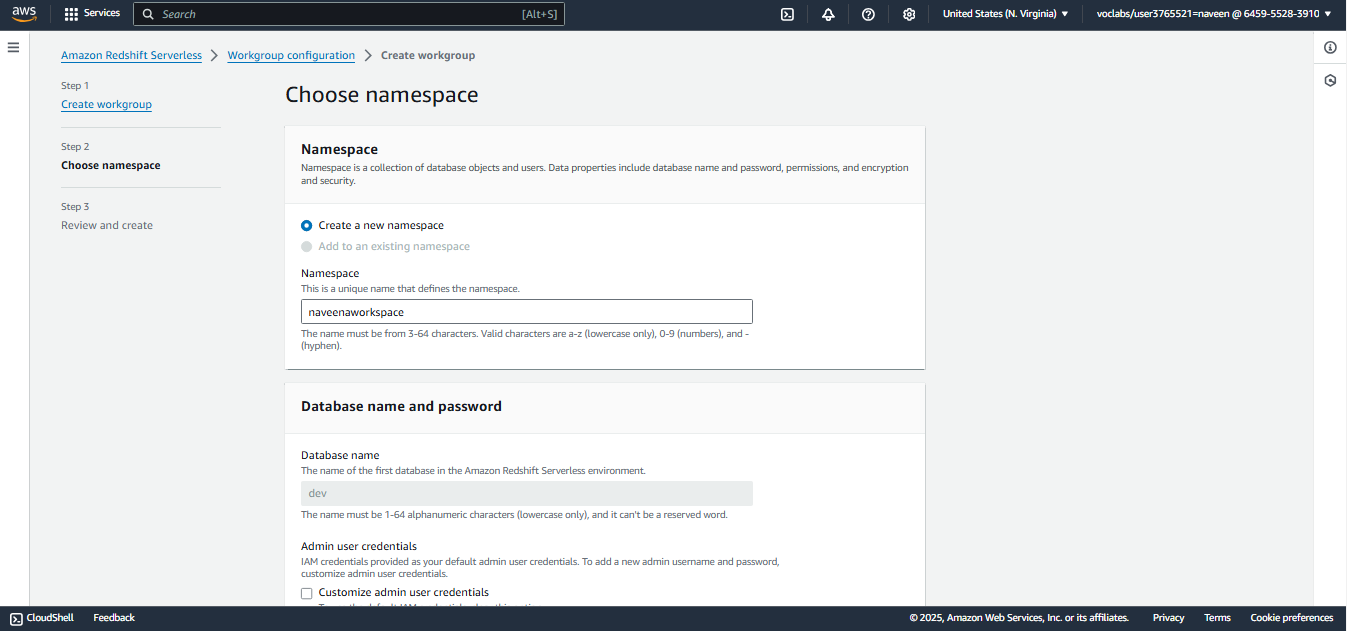 aws
Services
Search
[Alt+S]
United States (N. Virginia)
voclabs/user3765521=naveen @ 6459-5528-3910
Amazon Redshift Serverless
Workgroup configuration
Create workgroup
Step 1
Create workgroup
Step 2
Choose namespace
Step 3
Review and create
Choose namespace
Namespace
Namespace is a collection of database objects and users. Data properties include database name and password, permissions, and encryption
and security.
Create a new namespace
Add to an existing namespace
Namespace
This is a unique name that defines the namespace.
naveenaworkspace
The name must be from 3-64 characters. Valid characters are a-z (lowercase only), 0-9 (numbers), and -
(hyphen).
Database name and password
Database name
The name of the first database in the Amazon Redshift Serverless environment.
dev
The name must be 1-64 alphanumeric characters (lowercase only), and it can't be a reserved word.
Admin user credentials
IAM credentials provided as your default admin user credentials. To add a new admin username and password,
customize admin user credentials.
Customize admin user credentials
CloudShell
Feedback
© 2025, Amazon Web Services, Inc. or its affiliates.
Privacy
Terms
Cookie preferences